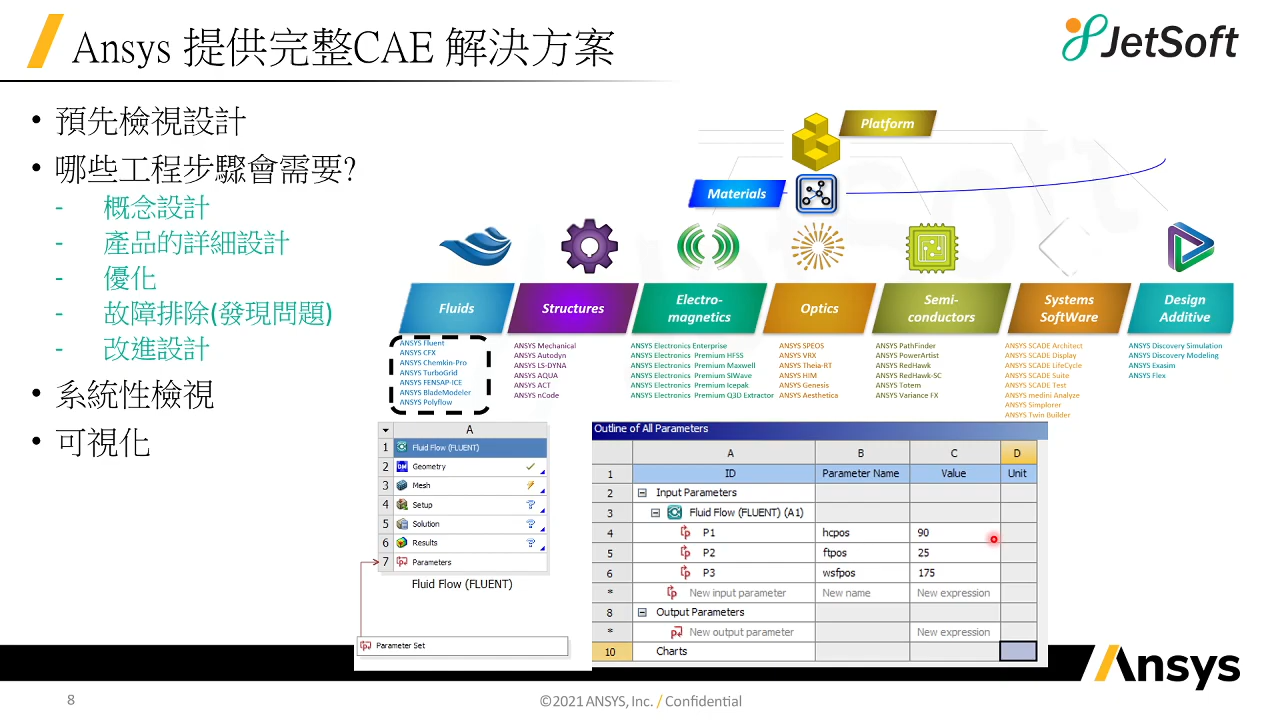 Ansys 提供完整CAE 解決方案
JetSoft
• 預先檢視設計
• 哪些工程步驟會需要?
- 概念設計
- 產品的詳細設計
- 優化
- 故障排除(發現問題)
- 改進設計
• 系統性檢視
• 可視化
Platform
Materials
Fluids
ANSYS Fluent
ANSYS CFX
ANSYS Chemkin-Pro
ANSYS TurboGrid
ANSYS FENSAP-ICE
ANSYS BladeModeler
ANSYS Polyflow
Structures
ANSYS Mechanical
ANSYS Autodyn
ANSYS LS-DYNA
ANSYS AQUA
ANSYS ACT
ANSYS nCode
Electro-
magnetics
ANSYS Electronics Enterprise
ANSYS Electronics Premium HFSS
ANSYS Electronics Premium Maxwell
ANSYS Electronics Premium SIWave
ANSYS Electronics Premium Icepak
ANSYS Electronics Premium Q3D Extractor
Optics
ANSYS SPEOS
ANSYS VRX
ANSYS Theia-RT
ANSYS HIM
ANSYS Genesis
ANSYS Aesthetica
Semi-
conductors
ANSYS PathFinder
ANSYS PowerArtist
ANSYS RedHawk
ANSYS RedHawk-SC
ANSYS Totem
ANSYS Variance FX
Systems
SoftWare
ANSYS SCADE Architect
ANSYS SCADE Display
ANSYS SCADE LifeCycle
ANSYS SCADE Suite
ANSYS SCADE Test
ANSYS medini Analyze
ANSYS Simplorer
ANSYS Twin Builder
Design
Additive
ANSYS Discovery Simulation
ANSYS Discovery Modeling
ANSYS Exasim
ANSYS Flex
A
1 Fluid Flow (FLUENT)
2 DM Geometry
3 Mesh
4 Setup ?
5 Solution ?
6 Results ?
7 Parameters
Fluid Flow (FLUENT)
Parameter Set
Outline of All Parameters
A B C D
1 ID Parameter Name Value Unit
2 Input Parameters
3 Fluid Flow (FLUENT) (A1)
4 P1 hcpos 90
5 P2 ftpos 25
6 P3 wsfpos 175
* New input parameter New name New expression
8 Output Parameters
* New output parameter New expression
10 Charts
Ansys
8
©2021 ANSYS, Inc. / Confidential